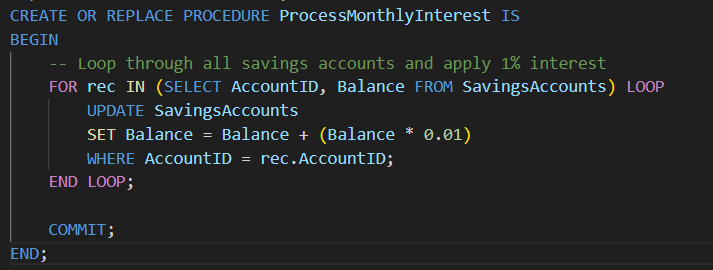 CREATE OR REPLACE PROCEDURE ProcessMonthlyInterest IS
BEGIN
    -- Loop through all savings accounts and apply 1% interest
    FOR rec IN (SELECT AccountID, Balance FROM SavingsAccounts) LOOP
        UPDATE SavingsAccounts
        SET Balance = Balance + (Balance * 0.01)
        WHERE AccountID = rec.AccountID;
    END LOOP;

    COMMIT;
END;